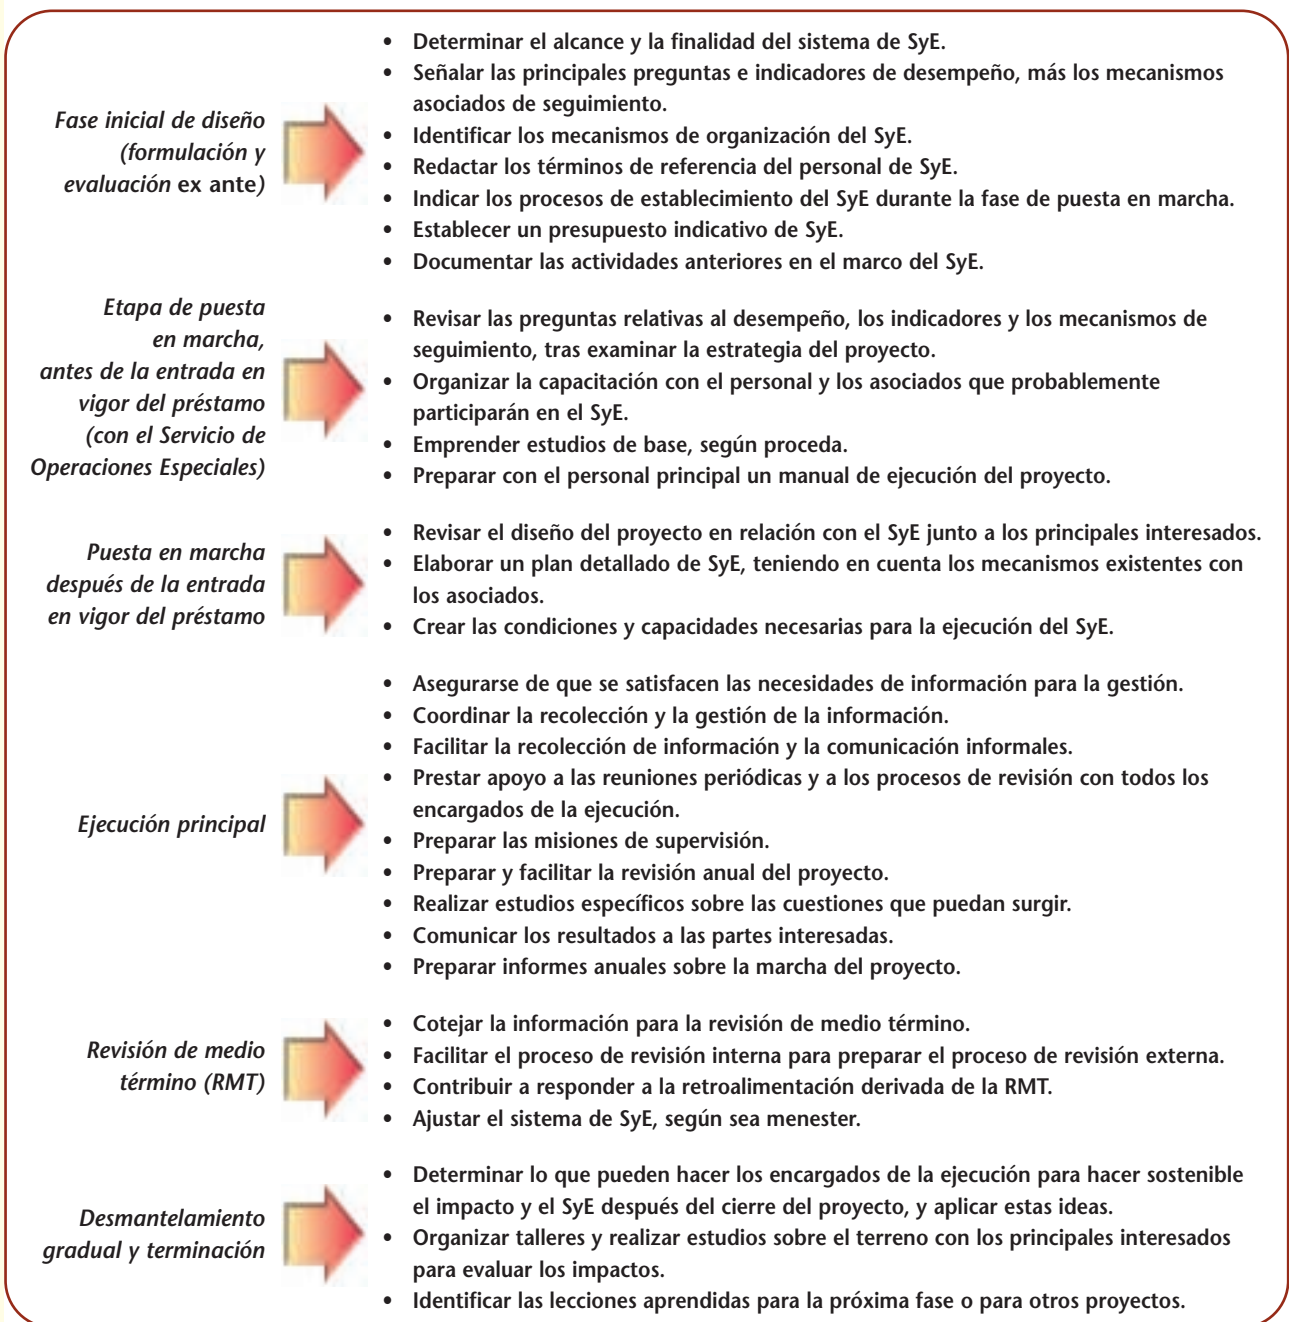 Fase inicial de diseño
(formulación y
evaluación ex ante)
• Determinar el alcance y la finalidad del sistema de SyE.
• Señalar las principales preguntas e indicadores de desempeño, más los mecanismos
asociados de seguimiento.
• Identificar los mecanismos de organización del SyE.
• Redactar los términos de referencia del personal de SyE.
• Indicar los procesos de establecimiento del SyE durante la fase de puesta en marcha.
• Establecer un presupuesto indicativo de SyE.
• Documentar las actividades anteriores en el marco del SyE.
Etapa de puesta
en marcha,
antes de la entrada en
vigor del préstamo
(con el Servicio de
Operaciones Especiales)
• Revisar las preguntas relativas al desempeño, los indicadores y los mecanismos de
seguimiento, tras examinar la estrategia del proyecto.
• Organizar la capacitación con el personal y los asociados que probablemente
participarán en el SyE.
• Emprender estudios de base, según proceda.
• Preparar con el personal principal un manual de ejecución del proyecto.
Puesta en marcha
después de la entrada
en vigor del préstamo
• Revisar el diseño del proyecto en relación con el SyE junto a los principales interesados.
• Elaborar un plan detallado de SyE, teniendo en cuenta los mecanismos existentes con
los asociados.
• Crear las condiciones y capacidades necesarias para la ejecución del SyE.
Ejecución principal
• Asegurarse de que se satisfacen las necesidades de información para la gestión.
• Coordinar la recolección y la gestión de la información.
• Facilitar la recolección de información y la comunicación informales.
• Prestar apoyo a las reuniones periódicas y a los procesos de revisión con todos los
encargados de la ejecución.
• Preparar las misiones de supervisión.
• Preparar y facilitar la revisión anual del proyecto.
• Realizar estudios específicos sobre las cuestiones que puedan surgir.
• Comunicar los resultados a las partes interesadas.
• Preparar informes anuales sobre la marcha del proyecto.
Revisión de medio
término (RMT)
• Cotejar la información para la revisión de medio término.
• Facilitar el proceso de revisión interna para preparar el proceso de revisión externa.
• Contribuir a responder a la retroalimentación derivada de la RMT.
• Ajustar el sistema de SyE, según sea menester.
Desmantelamiento
gradual y terminación
• Determinar lo que pueden hacer los encargados de la ejecución para hacer sostenible
el impacto y el SyE después del cierre del proyecto, y aplicar estas ideas.
• Organizar talleres y realizar estudios sobre el terreno con los principales interesados
para evaluar los impactos.
• Identificar las lecciones aprendidas para la próxima fase o para otros proyectos.